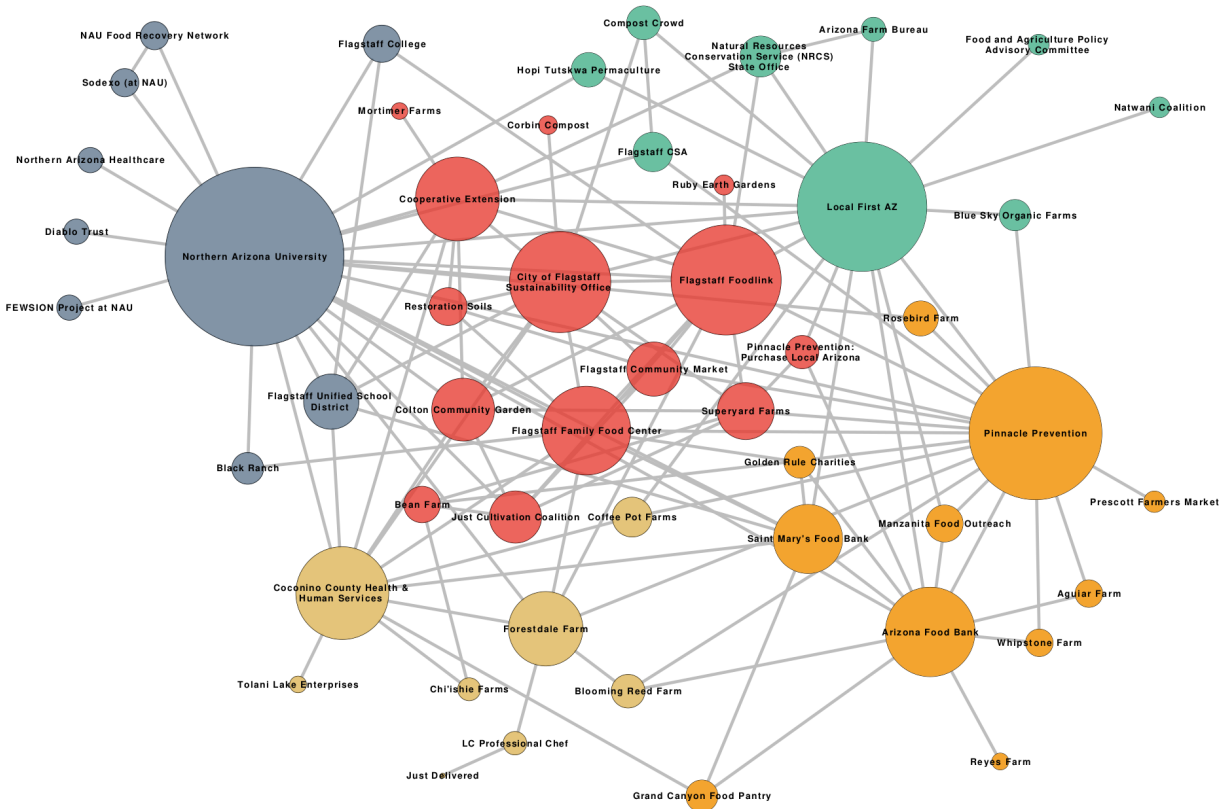 Compost Crowd
Arizona Farm Bureau
NAU Food Recovery Network
Flagstaff College
Natural Resources
Conservation Service (NRCS)
State Office
Food and Agriculture Policy
Advisory Committee
Hopi Tutskwa Permaculture
Sodexo (at NAU)
Natwani Coalition
Mortimer Farms
Corbin Compost
Flagstaff CSA
Northern Arizona Healthcare
Ruby Earth Gardens
Cooperative Extension
Local First AZ
Blue Sky Organic Farms
Diablo Trust
Northern Arizona University
City of Flagstaff
Sustainability Office
Flagstaff Foodlink
FEWSION Project at NAU
Restoration Soils
Rosebird Farm
Pinnacle Prevention:
Purchase Local Arizona
Flagstaff Community Market
Flagstaff Unified School
District
Colton Community Garden
Superyard Farms
Flagstaff Family Food Center
Pinnacle Prevention
Golden Rule Charities
Black Ranch
Prescott Farmers Market
Bean Farm
Just Cultivation Coalition
Coffee Pot Farms
Manzanita Food Outreach
Saint Mary's Food Bank
Coconino County Health &
Human Services
Aguiar Farm
Forestdale Farm
Arizona Food Bank
Whipstone Farm
Tolani Lake Enterprises
Chi'ishie Farms
Blooming Reed Farm
LC Professional Chef
Reyes Farm
Just Delivered
Grand Canyon Food Pantry